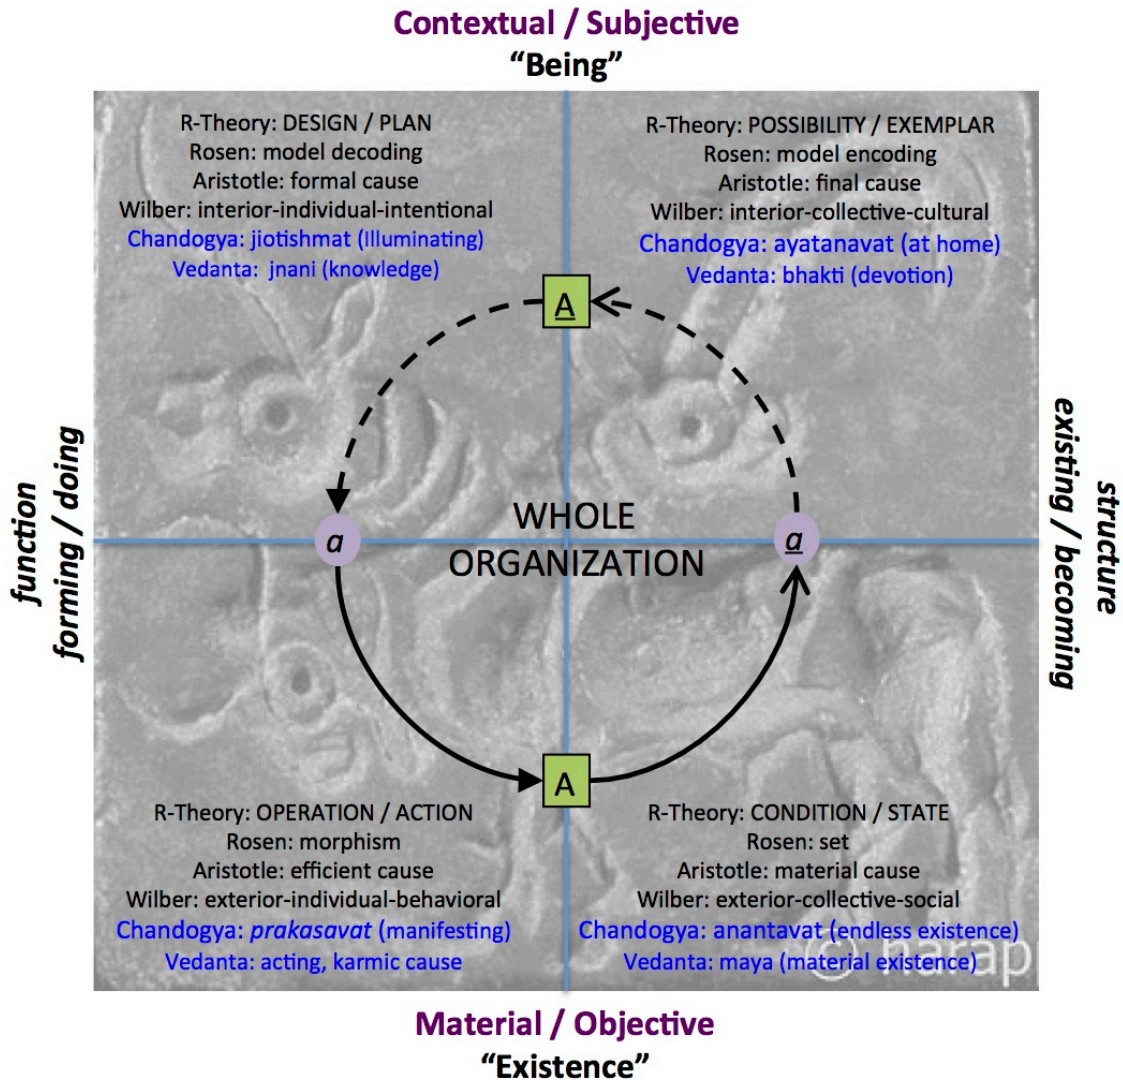 Contextual / Subjective
“Being”
R-Theory: DESIGN / PLAN
Rosen: model decoding
Aristotle: formal cause
Wilber: interior-individual-intentional
Chandogya: jiotishmat (Illuminating)
Vedanta: jnani (knowledge)
R-Theory: POSSIBILITY / EXEMPLAR
Rosen: model encoding
Aristotle: final cause
Wilber: interior-collective-cultural
Chandogya: ayatanavat (at home)
Vedanta: bhakti (devotion)
A
function
forming / doing
a
WHOLE
ORGANIZATION
a
structure
existing / becoming
A
R-Theory: OPERATION / ACTION
Rosen: morphism
Aristotle: efficient cause
Wilber: exterior-individual-behavioral
Chandogya: prakasavat (manifesting)
Vedanta: acting, karmic cause
R-Theory: CONDITION / STATE
Rosen: set
Aristotle: material cause
Wilber: exterior-collective-social
Chandogya: anantavat (endless existence)
Vedanta: maya (material existence)
© harap
Material / Objective
“Existence”